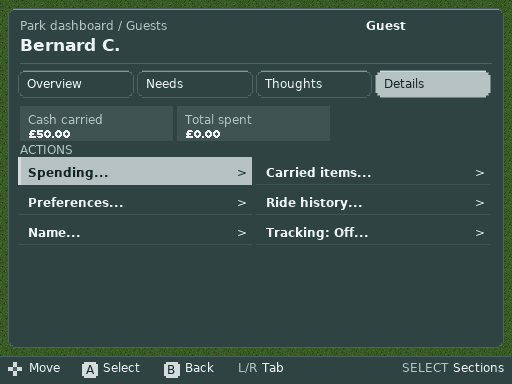 Park dashboard / Guests
Guest
Bernard C.
Overview
Needs
Thoughts
Details
Cash carried
£50.00
Total spent
£0.00
ACTIONS
Spending... >
Carried items... >
Preferences... >
Ride history... >
Name... >
Tracking: Off... >
Move
A Select
B Back
L/R Tab
SELECT Sections